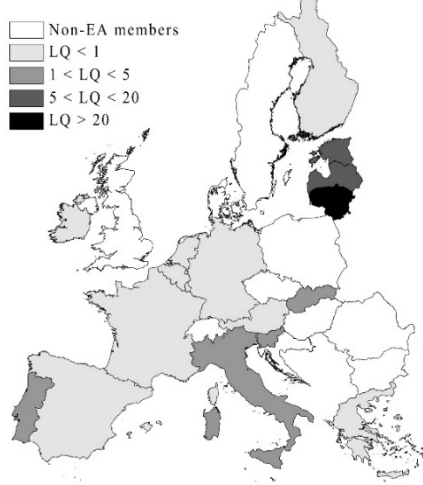 Non-EA members
LQ < 1
1 < LQ < 5
5 < LQ < 20
LQ > 20